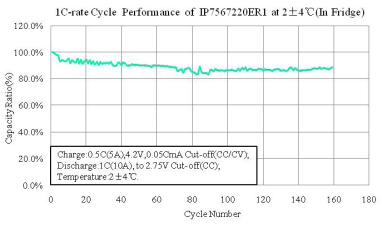 1C-rate Cycle Performance of IP7567220ER1 at 2±4℃(In Fridge)
120.0%
100.0%
80.0%
60.0%
40.0%
20.0%
0.0%
Capacity Ratio(%)
Charge:0.5C(5A),4.2V,0.05CmA Cut-off(CC/CV),
Discharge:1C(10A), to 2.75V Cut-off(CC),
Temperature:2±4℃.
0 20 40 60 80 100 120 140 160 180
Cycle Number